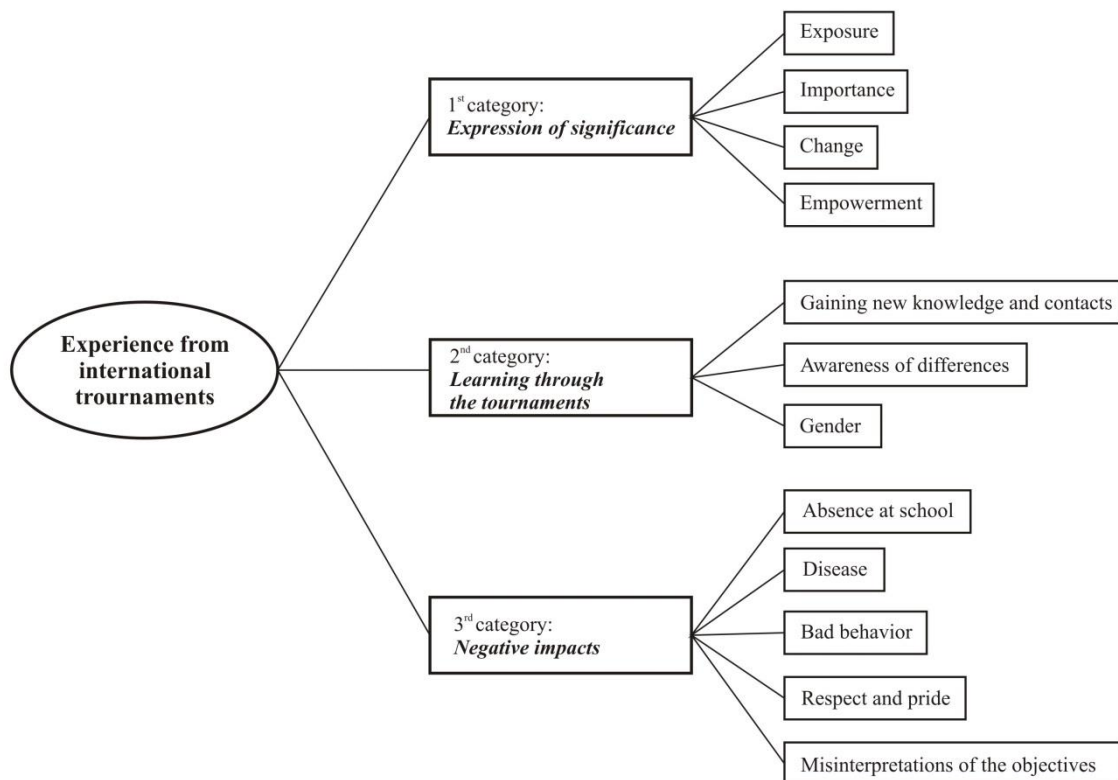 Experience from
international
trournaments
1st category:
Expression of significance
Exposure
Importance
Change
Empowerment
2nd category:
Learning through
the tournaments
Gaining new knowledge and contacts
Awareness of differences
Gender
3rd category:
Negative impacts
Absence at school
Disease
Bad behavior
Respect and pride
Misinterpretations of the objectives